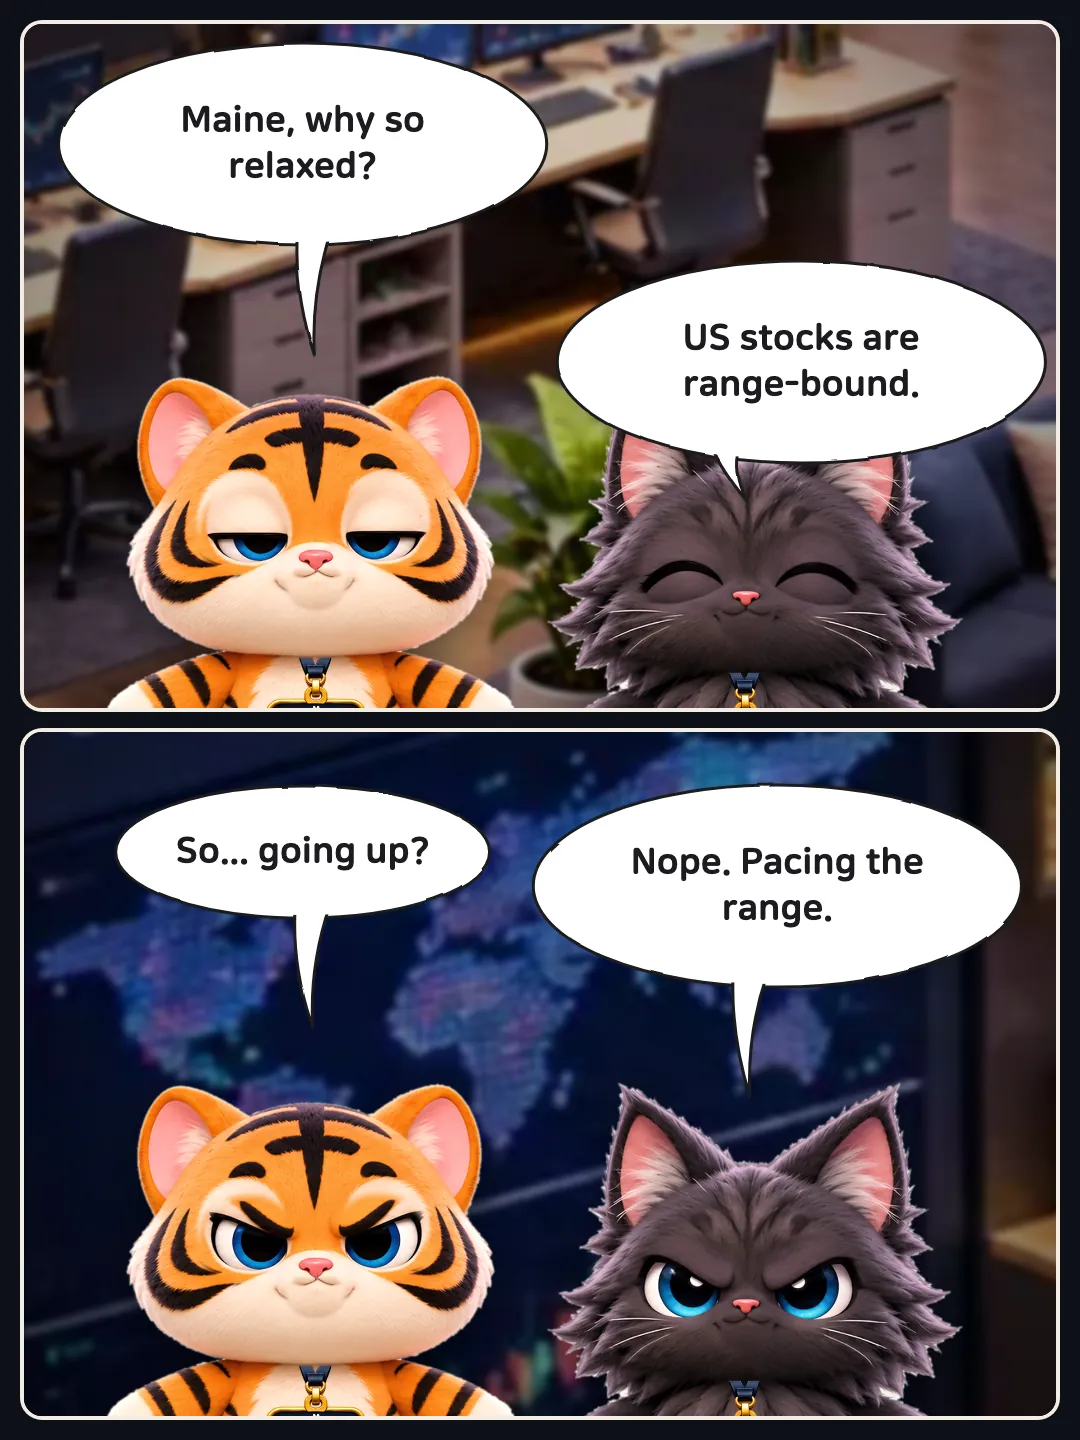 Maine, why so
relaxed?
US stocks are
range-bound.
So... going up?
Nope. Pacing the
range.